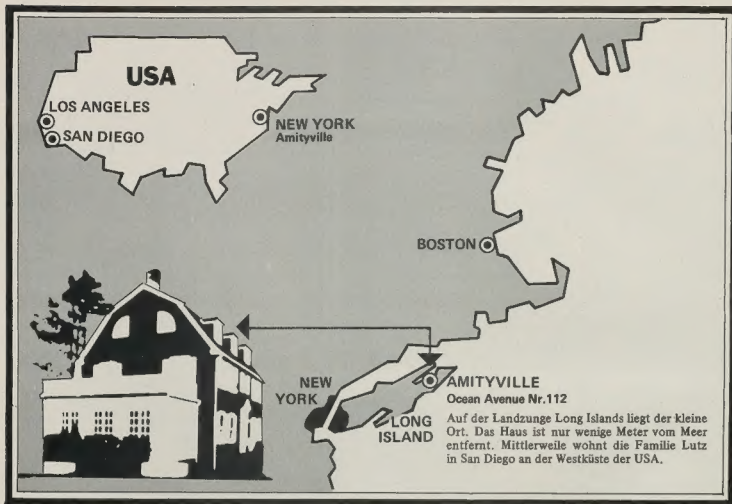 USA
LOS ANGELES
SAN DIEGO
NEW YORK
Amityville
BOSTON
NEW
YORK
LONG
ISLAND
AMITYVILLE
Ocean Avenue Nr.112
Auf der Landzunge Long Islands liegt der kleine
Ort. Das Haus ist nur wenige Meter vom Meer
entfernt. Mittlerweile wohnt die Familie Lutz
in San Diego an der Westküste der USA.